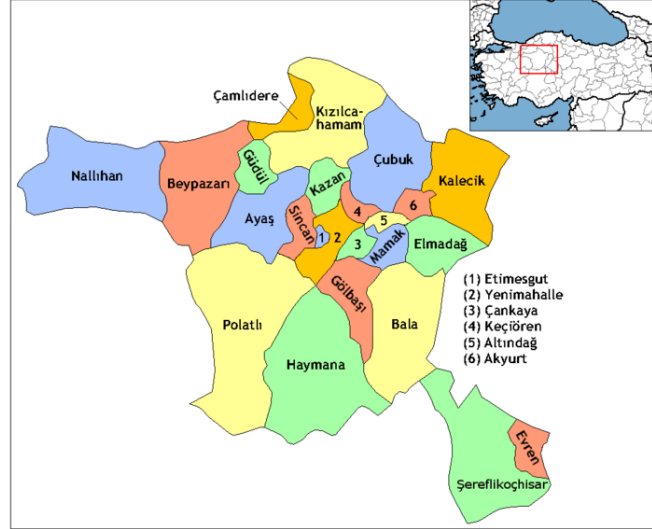 Çamlıdere
Kızılca-
hamam
Çubuk
Kalecik
Nallıhan
Beypazarı
Güdül
Kazan
Ayaş
Sincan
1
2
3
4
5
6
Mamak
Elmadağ
Gölbaşı
Polatlı
Haymana
Bala
(1) Etimesgut
(2) Yenimahalle
(3) Çankaya
(4) Keçiören
(5) Altındağ
(6) Akyurt
Evren
Şereflikoçhisar